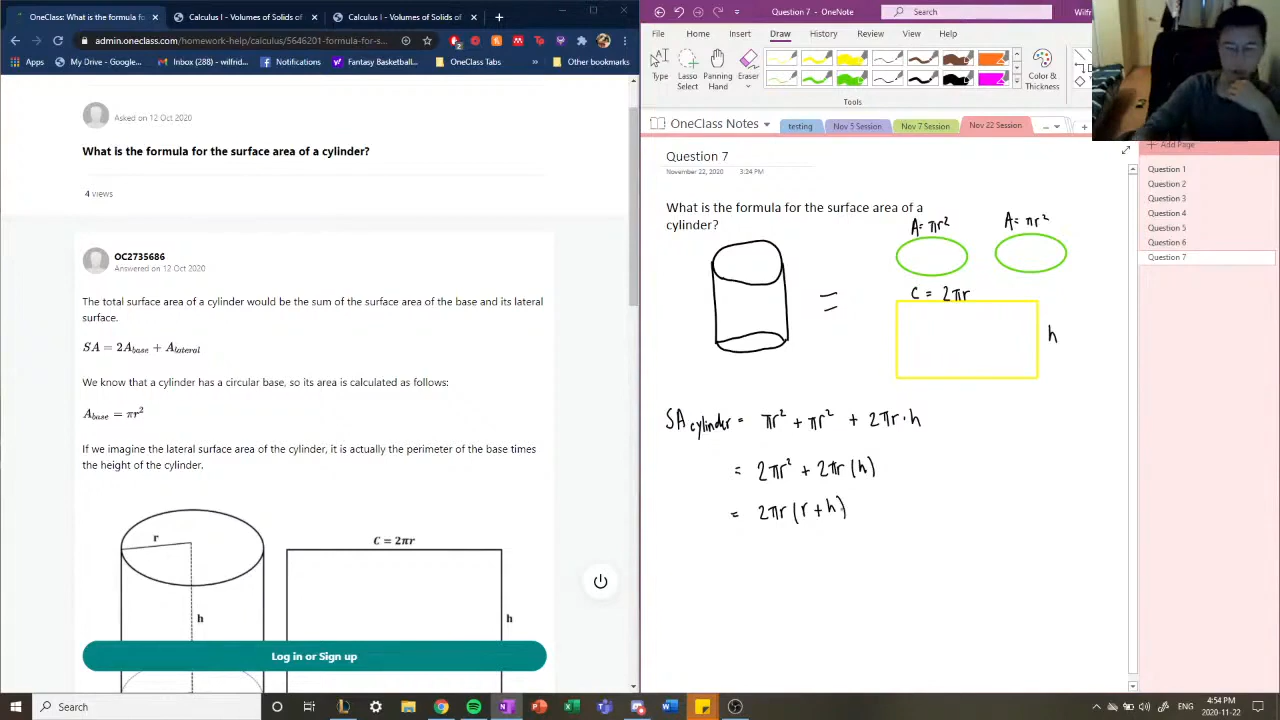 OneClass: What is the formula fo
Calculus I - Volumes of Solids of
Calculus I - Volumes of Solids of
Question 7 - OneNote
Search
Wilfr
admin.oneclass.com/homework-help/calculus/5646201-formula-for-s...
File Home Insert Draw History Review View Help
Apps
My Drive - Google
Inbox (288) - wilfin
Notifications
Fantasy Basketball...
OneClass Tabs
Other bookmarks
Type
Lasso Select
Panning Hand
Eraser
Color & Thickness
Tools
OneClass Notes
testing
Nov 5 Session
Nov 7 Session
Nov 22 Session
Add Page
Asked on 12 Oct 2020
What is the formula for the surface area of a cylinder?
4 views
OC2735686
Answered on 12 Oct 2020
The total surface area of a cylinder would be the sum of the surface area of the base and its lateral
surface.
SA = 2A_base + A_lateral
We know that a cylinder has a circular base, so its area is calculated as follows:
A_base = πr²
If we imagine the lateral surface area of the cylinder, it is actually the perimeter of the base times
the height of the cylinder.
r
h
C = 2πr
h
Log in or Sign up
Question 7
November 22, 2020 3:24 PM
What is the formula for the surface area of a
cylinder?
A= πr²
A= πr²
=
C = 2πr
h
SA cylinder = πr² + πr² + 2πr·h
= 2πr² + 2πr (h)
= 2πr (r + h)
Question 1
Question 2
Question 3
Question 4
Question 5
Question 6
Question 7
Search
4:54 PM
2020-11-22